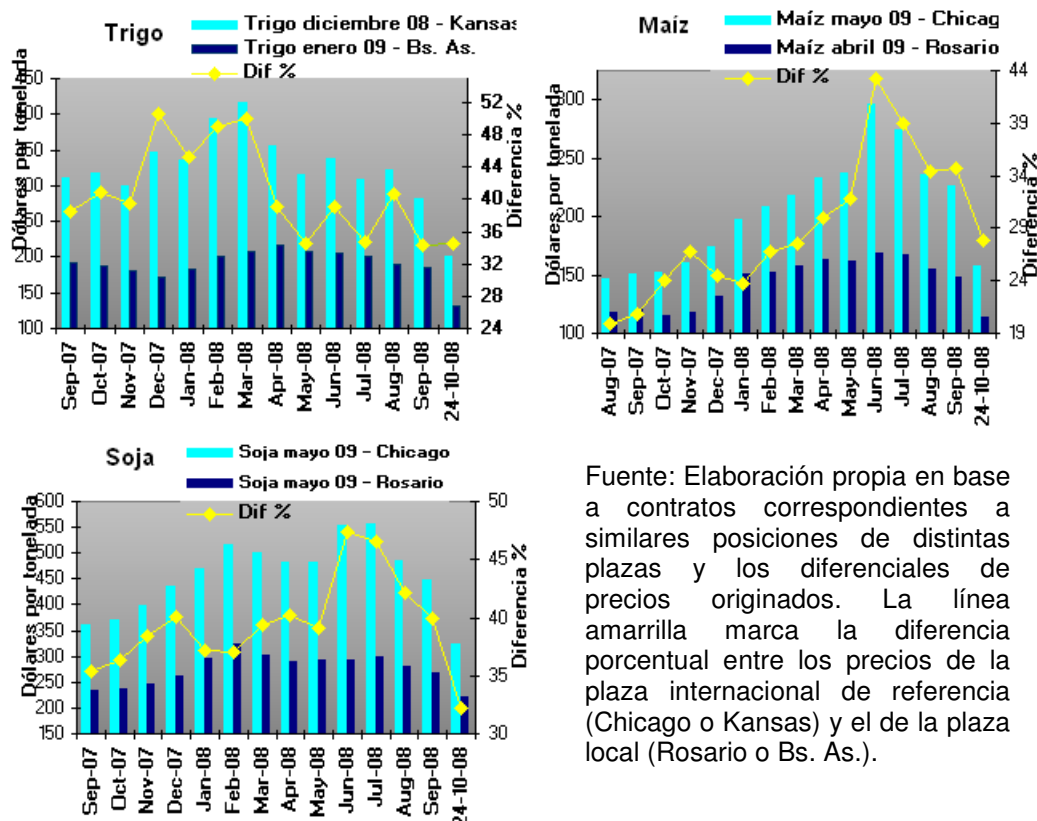 Trigo
Trigo diciembre 08 - Kansas
Trigo enero 09 - Bs. As.
Dif %
Dólares por tonelada
450
400
350
300
250
200
150
100
Diferencia %
52
48
44
40
36
32
28
24
Sep-07
Oct-07
Nov-07
Dec-07
Jan-08
Feb-08
Mar-08
Apr-08
May-08
Jun-08
Jul-08
Aug-08
Sep-08
24-10-08
Maíz
Maíz mayo 09 - Chicag
Maíz abril 09 - Rosario
Dif %
Dólares por tonelada
300
250
200
150
100
Diferencia %
44
39
34
29
24
19
Aug-07
Sep-07
Oct-07
Nov-07
Dec-07
Jan-08
Feb-08
Mar-08
Apr-08
May-08
Jun-08
Jul-08
Aug-08
Sep-08
24-10-08
Soja
Soja mayo 09 - Chicago
Soja mayo 09 - Rosario
Dif %
Dólares por tonelada
600
550
500
450
400
350
300
250
200
150
Diferencia %
50
45
40
35
30
Sep-07
Oct-07
Nov-07
Dec-07
Jan-08
Feb-08
Mar-08
Apr-08
May-08
Jun-08
Jul-08
Aug-08
Sep-08
24-10-08
Fuente: Elaboración propia en base
a contratos correspondientes a
similares posiciones de distintas
plazas y los diferenciales de
precios originados. La línea
amarrilla marca la diferencia
porcentual entre los precios de la
plaza internacional de referencia
(Chicago o Kansas) y el de la plaza
local (Rosario o Bs. As.).